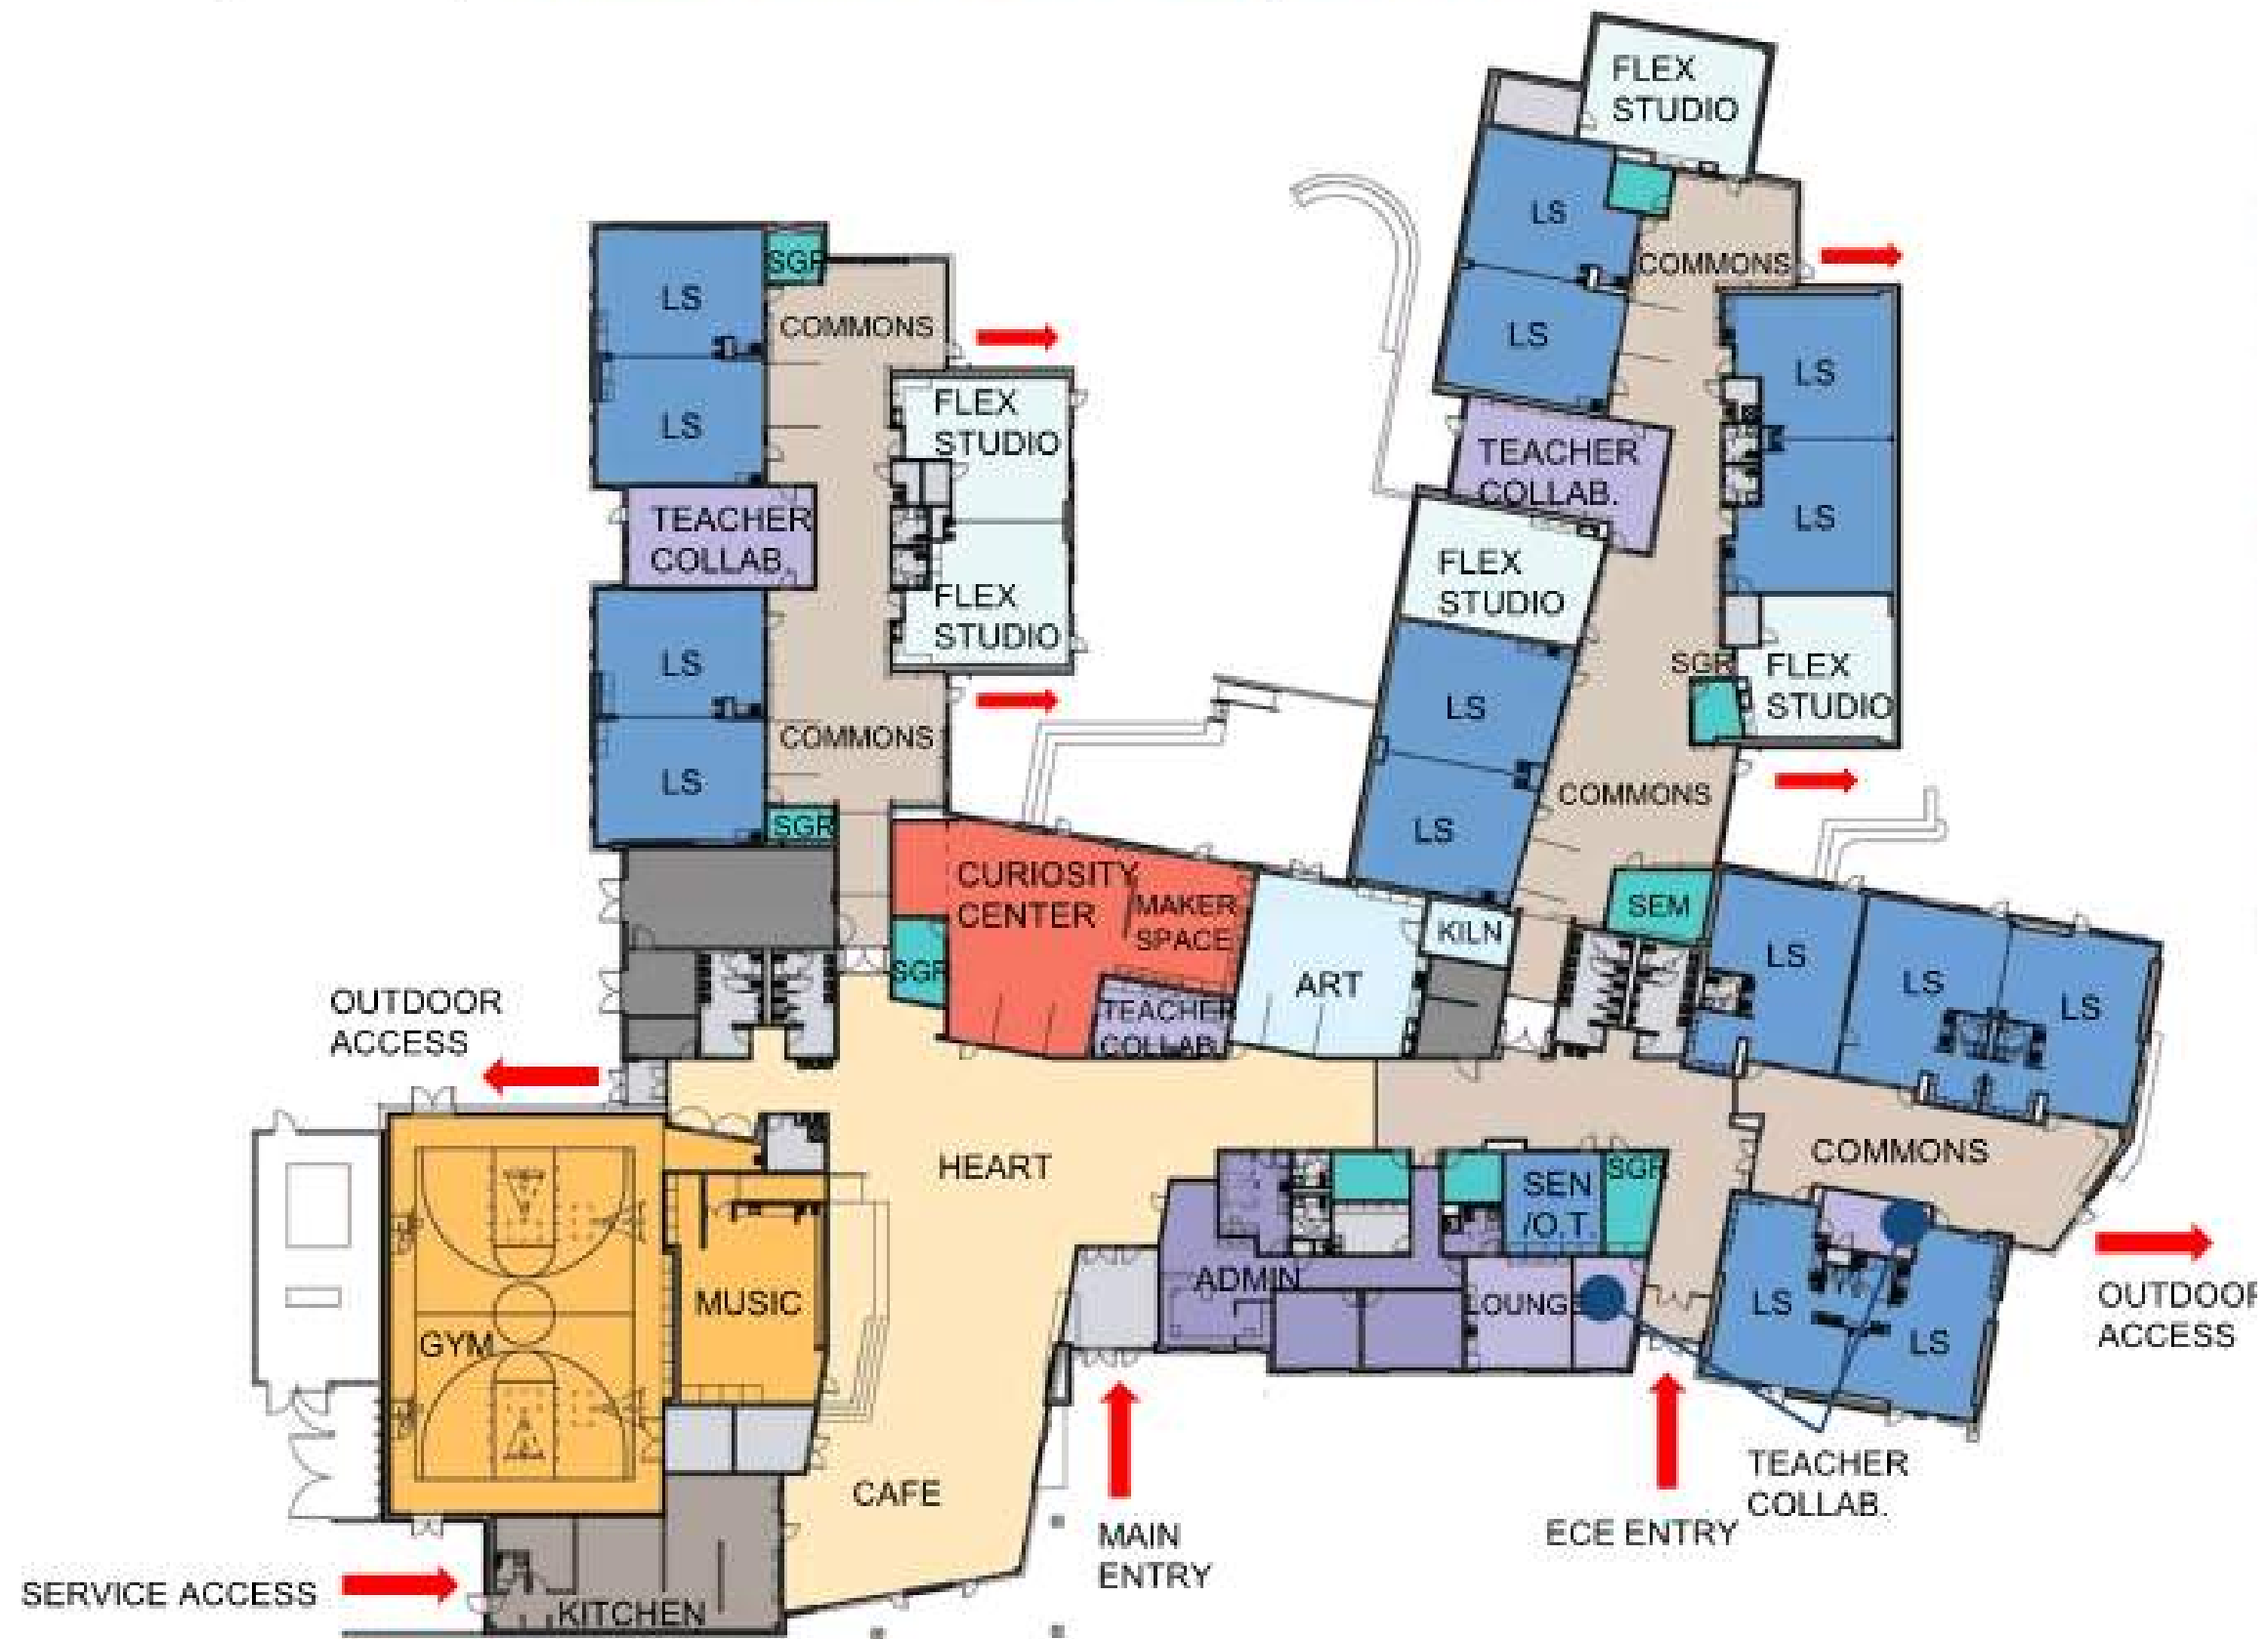 FLEX
STUDIO
LS
COMMONS
LS
SGR
LS
COMMONS
LS
FLEX
STUDIO
LS
TEACHER
COLLAB.
LS
TEACHER
COLLAB.
FLEX
STUDIO
FLEX
STUDIO
LS
SGR
FLEX
STUDIO
LS
COMMONS
LS
LS
COMMONS
SGR
LS
CURIOSITY
CENTER
MAKER
SPACE
KILN
SEM
SGR
ART
LS
LS
LS
TEACHER
COLLAB.
OUTDOOR
ACCESS
HEART
COMMONS
SEN
/O.T.
SGR
ADMIN
LOUNGE
MUSIC
GYM
LS
LS
OUTDOOR
ACCESS
CAFE
TEACHER
COLLAB.
MAIN
ENTRY
ECE ENTRY
SERVICE ACCESS
KITCHEN